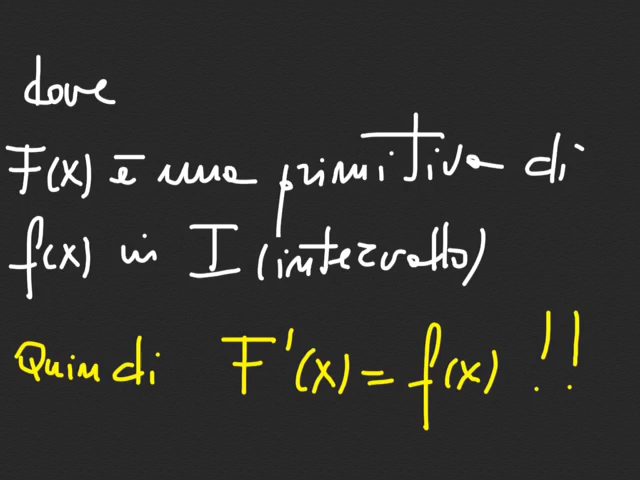 dove
F(x) è una primitiva di
f(x) in I (intervallo)
Quindi F'(x) = f(x) !!